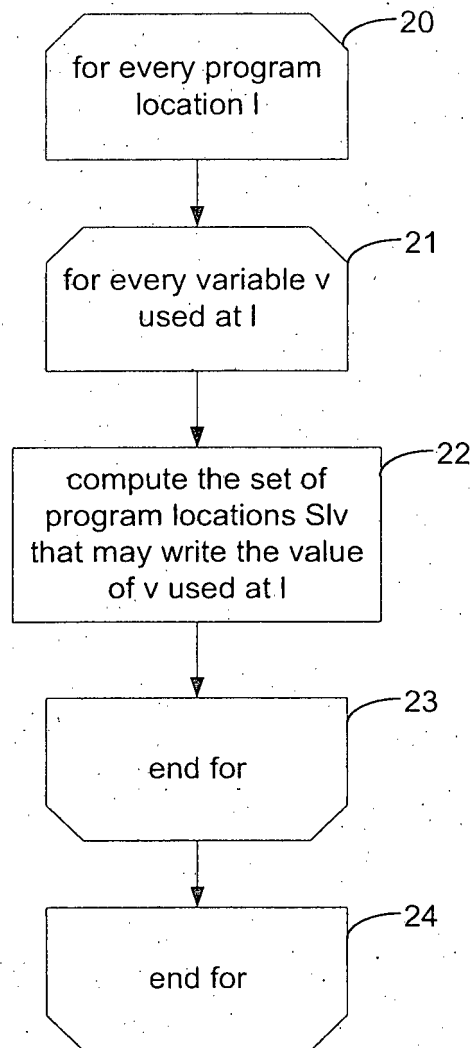 20
for every program
location l
21
for every variable v
used at l
22
compute the set of
program locations Slv
that may write the value
of v used at l
23
end for
24
end for